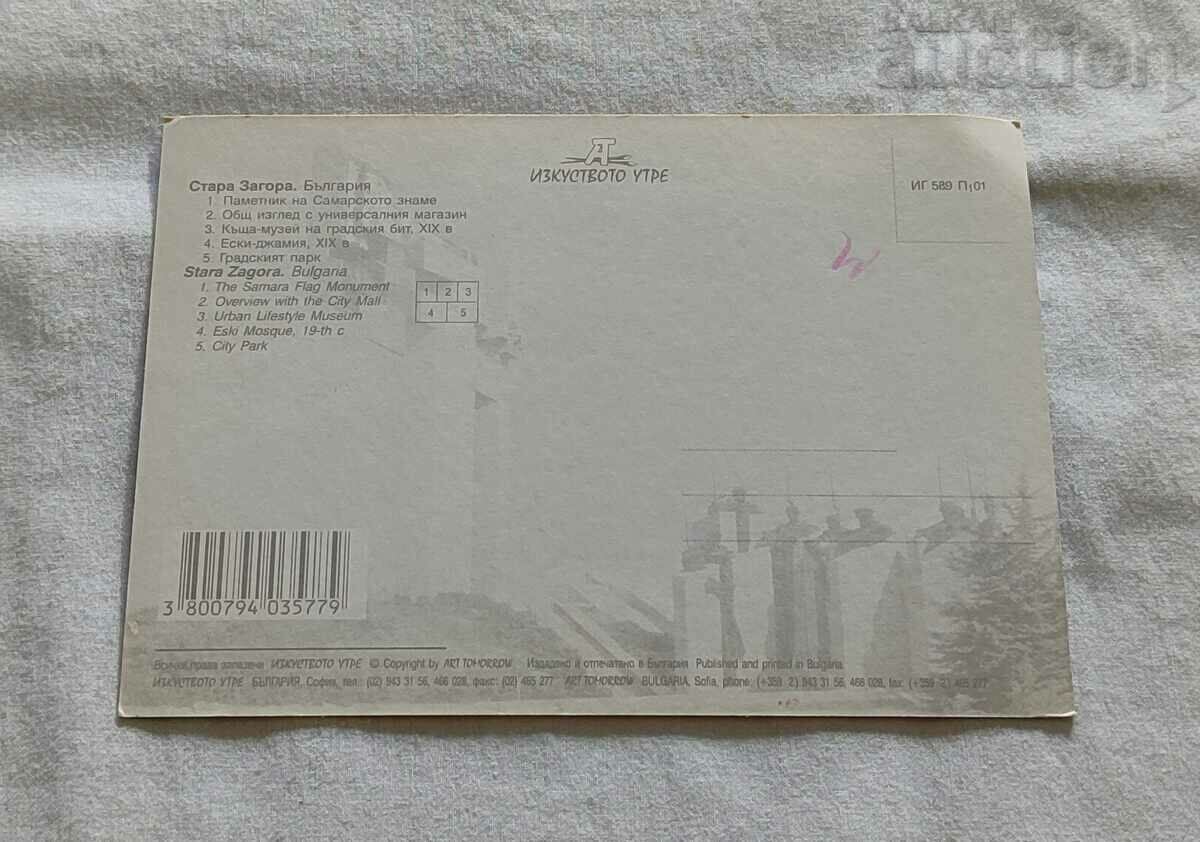 ИЗКУСТВОТО УТРЕ
ИГ 589 П₁01
Стара Загора. България
1. Паметник на Самарското знаме
2. Общ изглед с универсалния магазин
3. Къща-музей на градския бит, XIX в
4. Ески-джамия, XIX в
5. Градският парк
Stara Zagora. Bulgaria
1. The Samara Flag Monument
2. Overview with the City Mall
3. Urban Lifestyle Museum
4. Eski Mosque, 19-th c
5. City Park
1 2 3
4 5
3 800794 035779
Всички права запазени ИЗКУСТВОТО УТРЕ © Copyright by ART TOMORROW Издадено и отпечатано в България Published and printed in Bulgaria
ИЗКУСТВОТО УТРЕ БЪЛГАРИЯ, София, тел.: (02) 943 31 56, 466 028, факс: (02) 465 277 ART TOMORROW BULGARIA, Sofia, phone: (+359 2) 943 31 56, 466 028, fax: (+359 2) 465 277